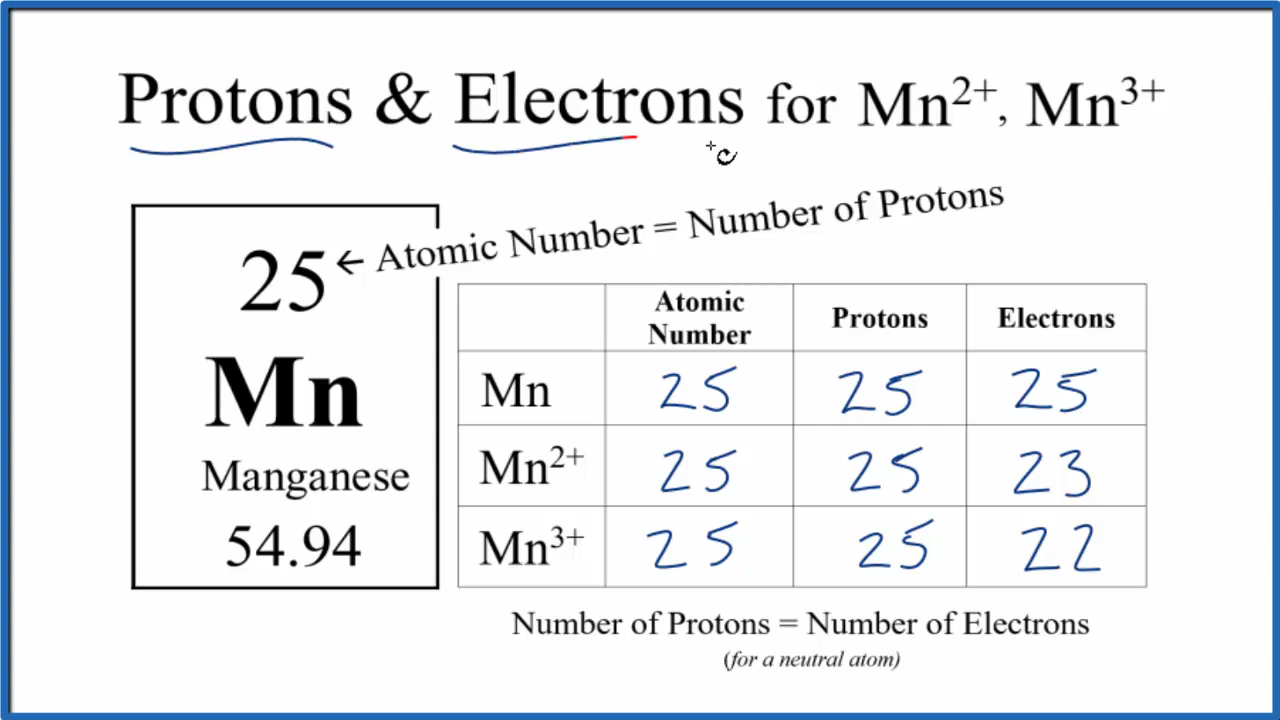 Protons & Electrons for Mn²⁺, Mn³⁺
25 ← Atomic Number = Number of Protons
Mn
Manganese
54.94
Atomic Number Protons Electrons
Mn 25 25 25
Mn²⁺ 25 25 23
Mn³⁺ 25 25 22
Number of Protons = Number of Electrons
(for a neutral atom)